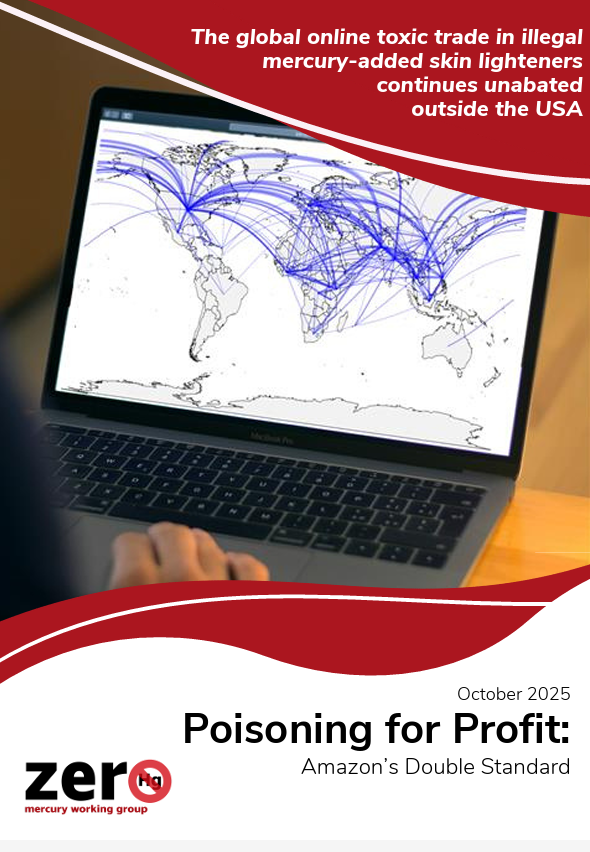 The global online toxic trade in illegal
mercury-added skin lighteners
continues unabated
outside the USA
MacBook Pro
October 2025
Poisoning for Profit:
Amazon's Double Standard
zero
Hg
mercury working group